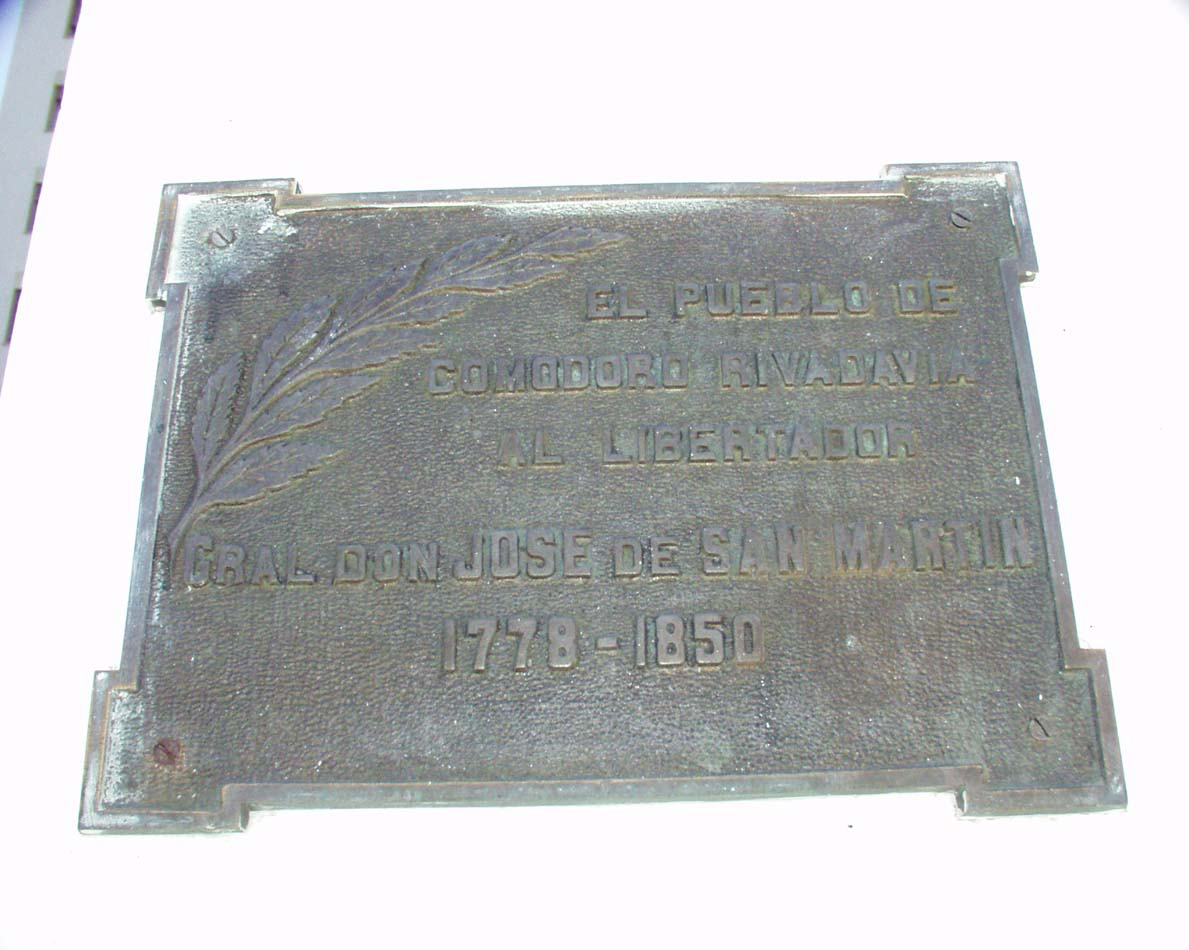 EL PUEBLO DE
COMODORO RIVADAVIA
AL LIBERTADOR
GRAL DON JOSE DE SAN MARTIN
1778-1850